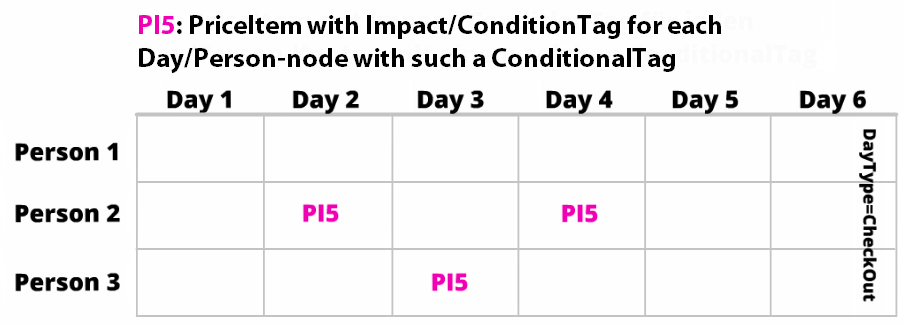 PI5: PriceItem with Impact/ConditionTag for each
Day/Person-node with such a ConditionalTag
Day 1 Day 2 Day 3 Day 4 Day 5 Day 6
Person 1
Person 2 PI5 PI5
Person 3 PI5
DayType=CheckOut